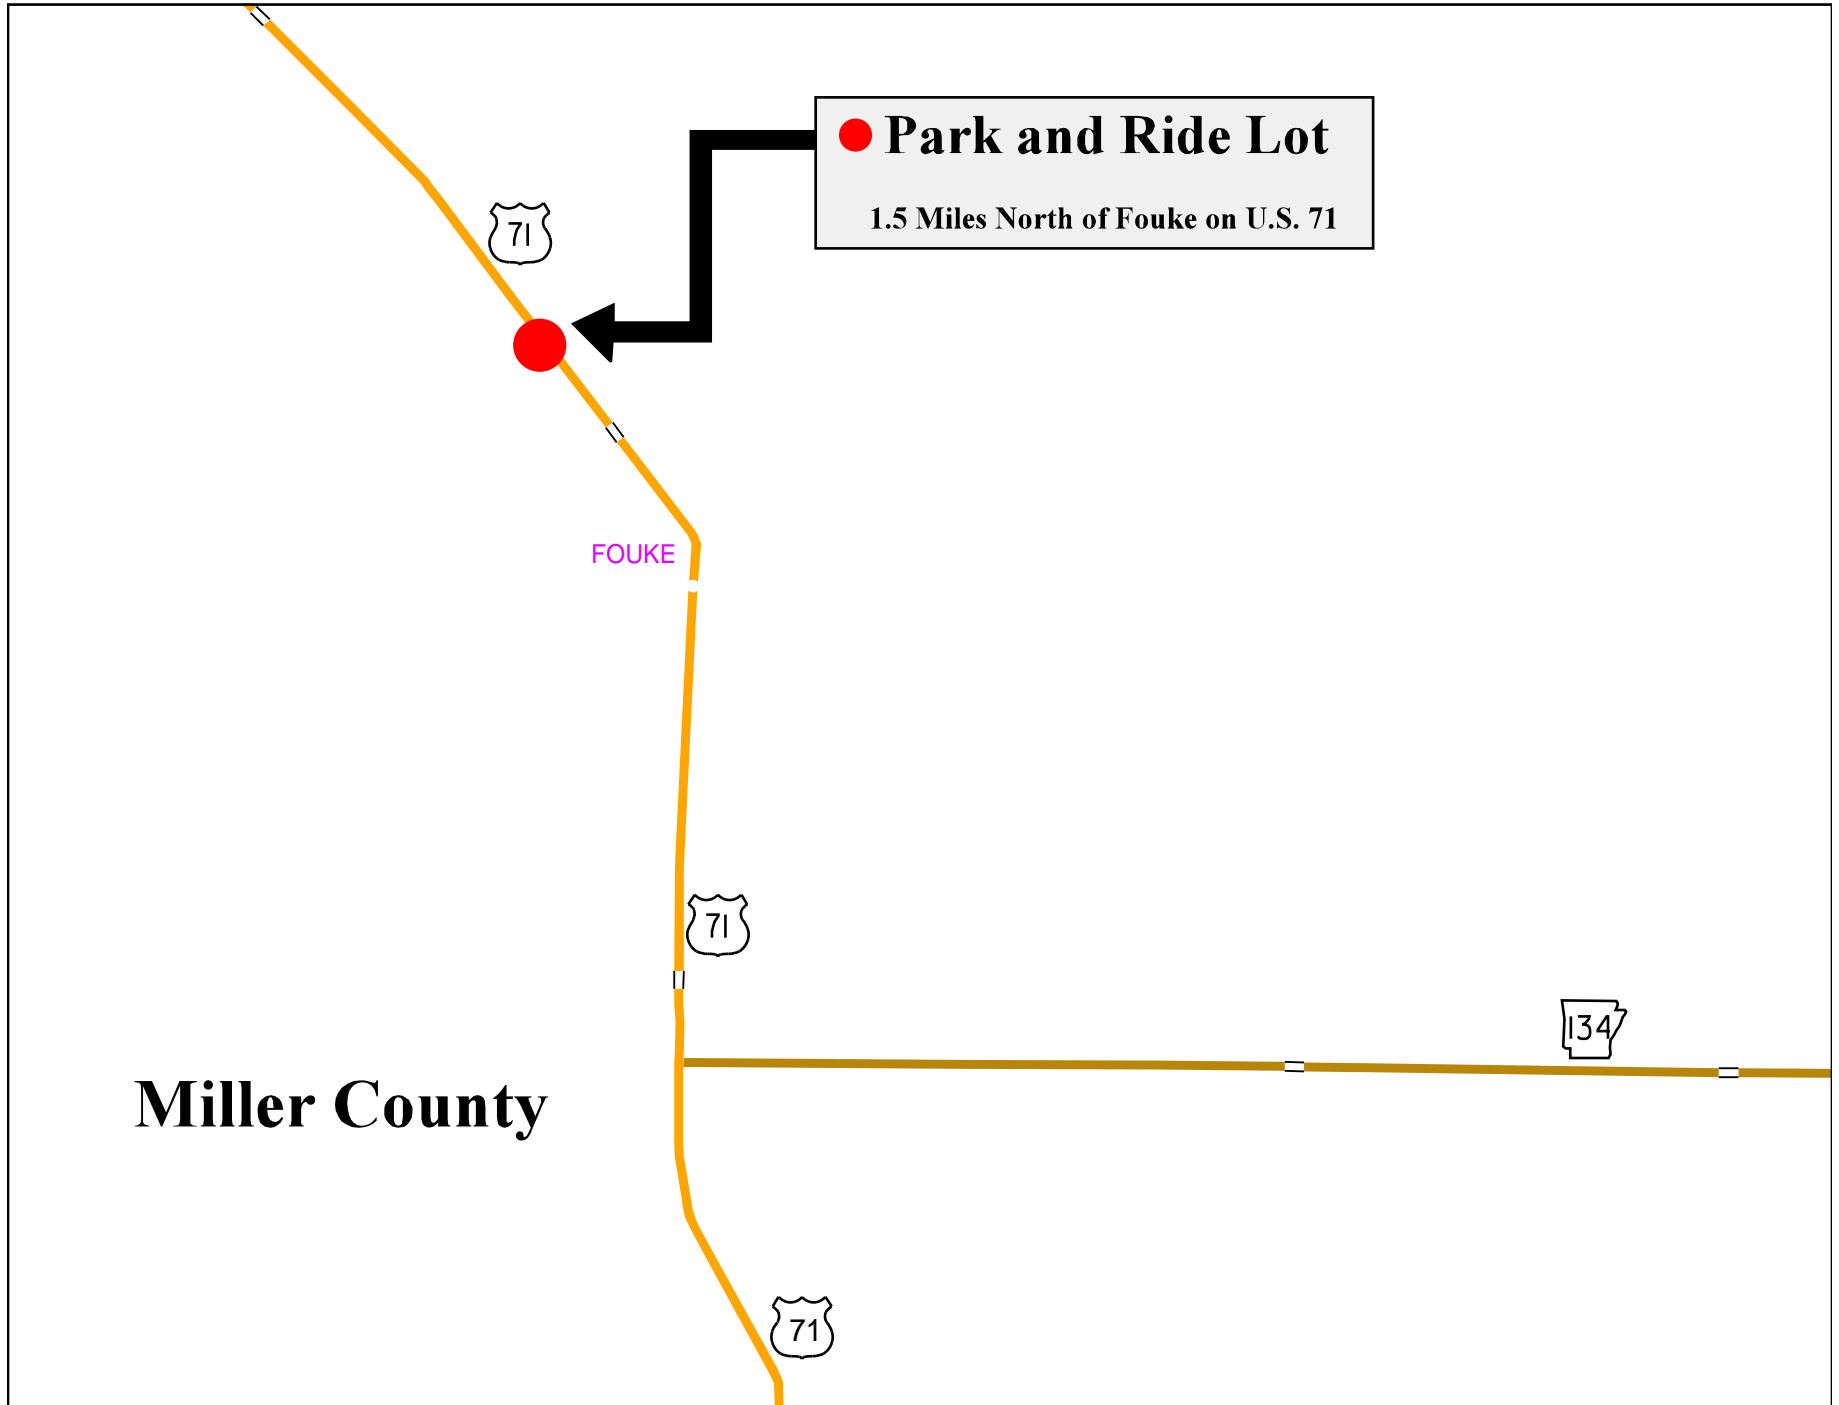 Park and Ride Lot
1.5 Miles North of Fouke on U.S. 71
71
FOUKE
71
134
Miller County
71